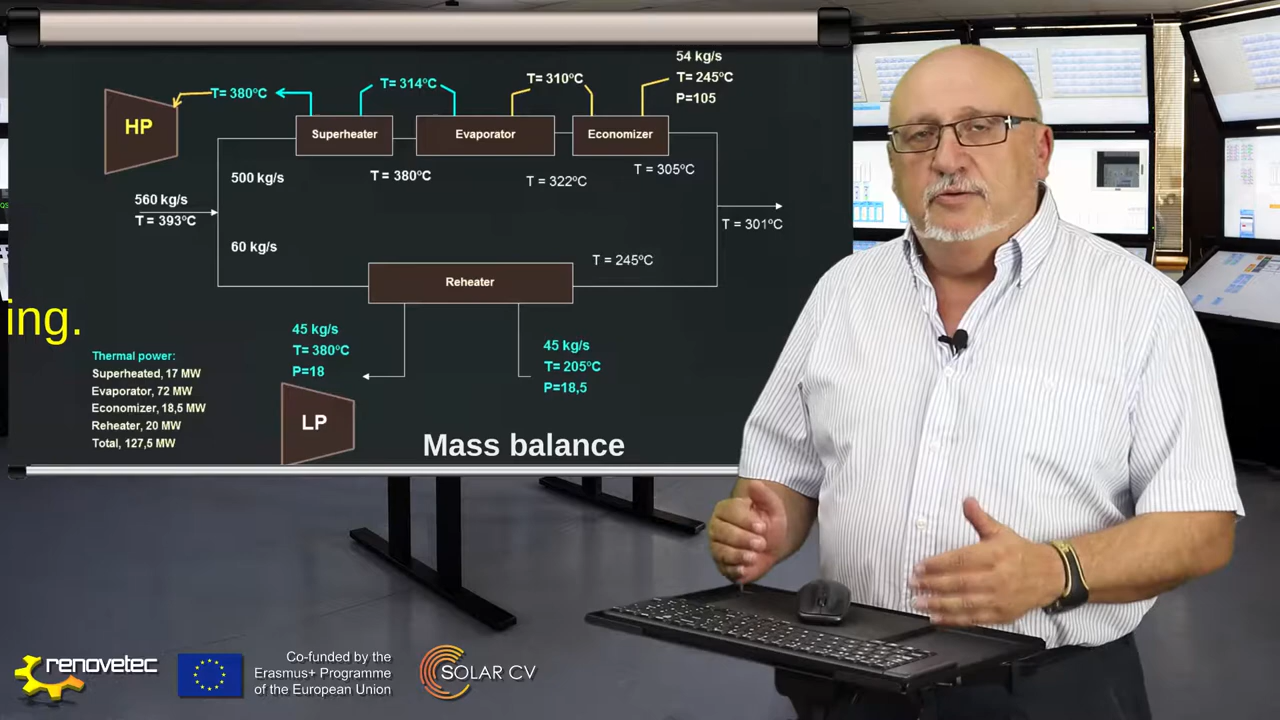 54 kg/s
T= 245ºC
P=105
T= 310ºC
T= 314ºC
T= 380ºC
HP
Superheater
Evaporator
Economizer
T = 305ºC
T = 380ºC
T = 322ºC
500 kg/s
560 kg/s
T = 393ºC
T = 301ºC
60 kg/s
T = 245ºC
Reheater
ing.
45 kg/s
T= 380ºC
P=18
45 kg/s
T= 205ºC
P=18,5
Thermal power:
Superheated, 17 MW
Evaporator, 72 MW
Economizer, 18,5 MW
Reheater, 20 MW
Total, 127,5 MW
LP
Mass balance
renovetec
Co-funded by the
Erasmus+ Programme
of the European Union
SOLAR CV